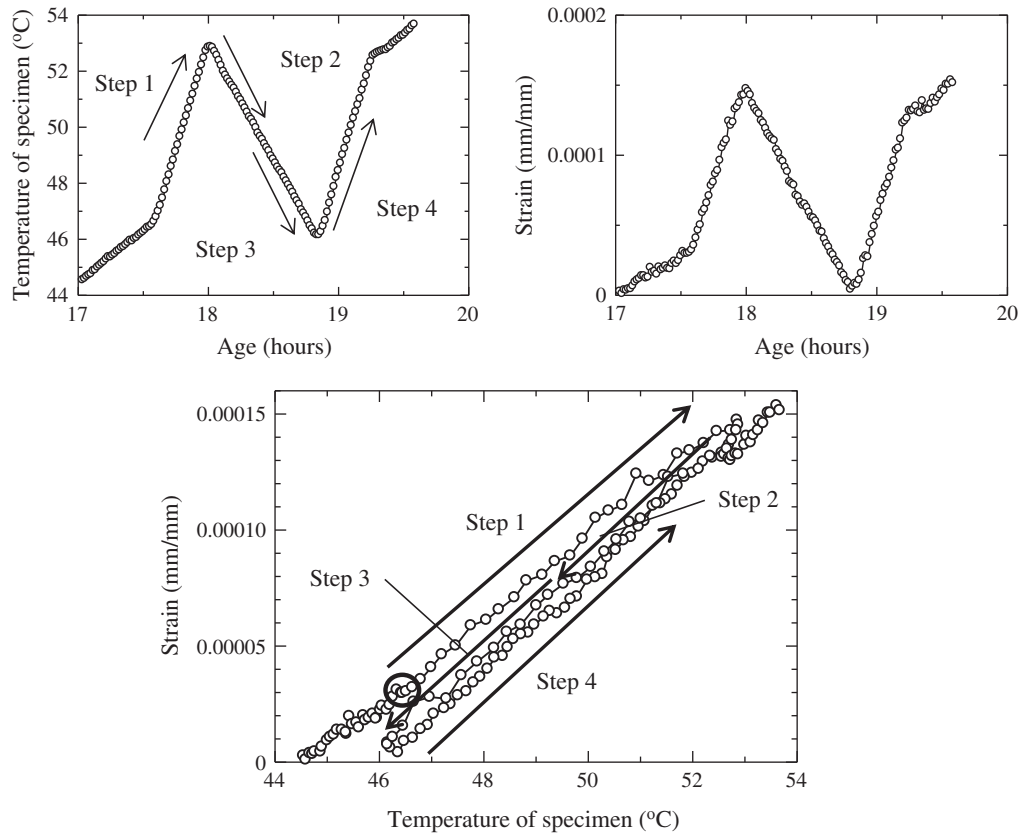 Temperature of specimen (°C)
54
52
50
48
46
44
17
18
19
20
Age (hours)
Step 1
Step 2
Step 3
Step 4
Strain (mm/mm)
0.0002
0.0001
0
17
18
19
20
Age (hours)
Strain (mm/mm)
0.00015
0.00010
0.00005
0
44
46
48
50
52
54
Temperature of specimen (°C)
Step 1
Step 2
Step 3
Step 4